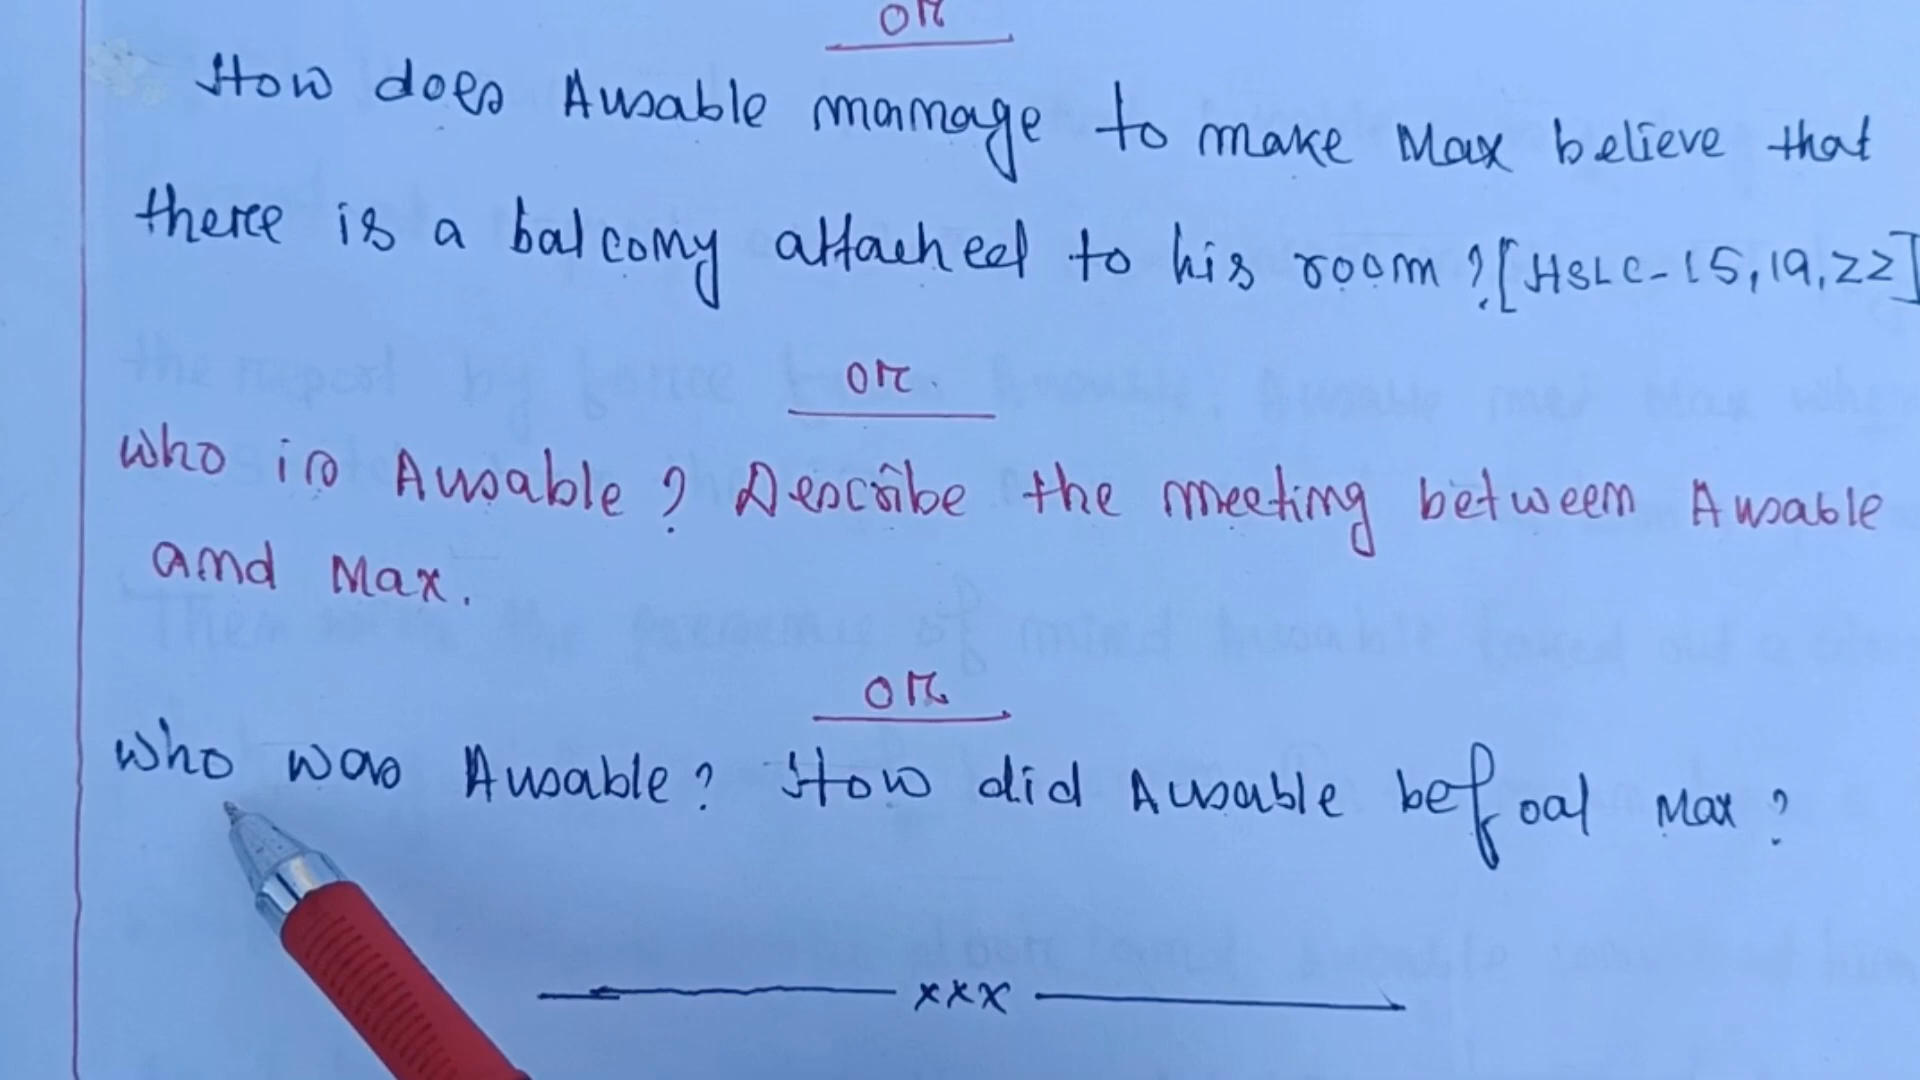 OR
How does Ausable manage to make Max believe that
there is a balcony attached to his room? [HSLC-15,19,22]
OR.
Who is Ausable? Describe the meeting between Ausable
and Max.
OR
Who was Ausable? How did Ausable befoal Max?
xxx